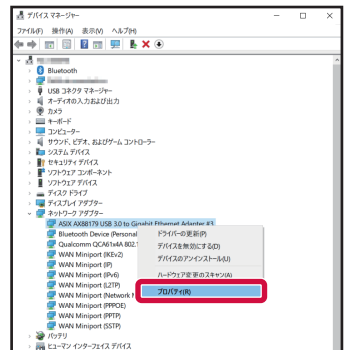 デバイス マネージャー
ファイル(F) 操作(A) 表示(V) ヘルプ(H)
Bluetooth
USB コネクタ マネージャー
オーディオの入力および出力
カメラ
キーボード
コンピューター
サウンド、ビデオ、およびゲーム コントローラー
システム デバイス
セキュリティ デバイス
ソフトウェア コンポーネント
ソフトウェア デバイス
ディスク ドライブ
ディスプレイ アダプター
ネットワーク アダプター
ASIX AX88179 USB 3.0 to Gigabit Ethernet Adapter #3
Bluetooth Device (Personal
Qualcomm QCA61x4A 802.1
WAN Miniport (IKEv2)
WAN Miniport (IP)
WAN Miniport (IPv6)
WAN Miniport (L2TP)
WAN Miniport (Network M
WAN Miniport (PPPOE)
WAN Miniport (PPTP)
WAN Miniport (SSTP)
バッテリ
ヒューマン インターフェイス デバイス
ドライバーの更新(P)
デバイスを無効にする(D)
デバイスのアンインストール(U)
ハードウェア変更のスキャン(A)
プロパティ(R)